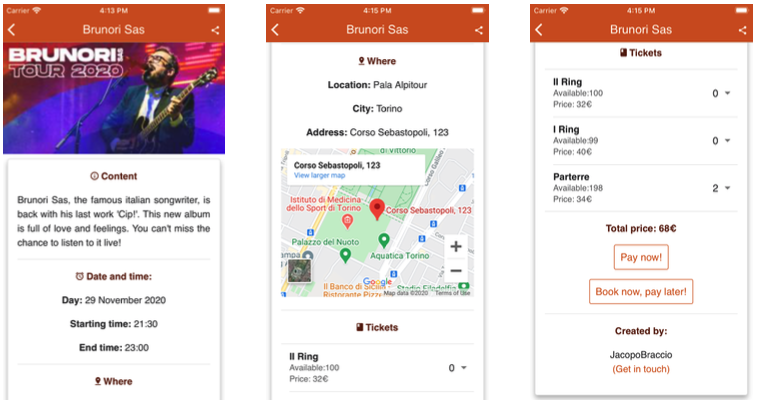 Carrier 4:13 PM
Brunori Sas
BRUNORI SAS
TOUR 2020
Content
Brunori Sas, the famous italian songwriter, is
back with his last work 'Cip!'. This new album
is full of love and feelings. You can't miss the
chance to listen to it live!
Date and time:
Day: 29 November 2020
Starting time: 21:30
End time: 23:00
Where
Carrier 4:15 PM
Brunori Sas
Where
Location: Pala Alpitour
City: Torino
Address: Corso Sebastopoli, 123
di Vittorio
Corso Sebastopoli, 123
View larger map
Corso Galileo
Istituto di Medicina
dello Sport di Torino
Corso Sebastopoli, 123
Palazzo del Nuoto
Aquatica Torino
ampa
+
−
Google
Il Banco di Sicilia
Ristorante Pizz
Map data ©2020 Terms of Use
Tickets
II Ring
Available:100
Price: 32€
0
Carrier 4:15 PM
Brunori Sas
Tickets
II Ring
Available:100
Price: 32€
0
I Ring
Available:99
Price: 40€
0
Parterre
Available:198
Price: 34€
2
Total price: 68€
Pay now!
Book now, pay later!
Created by:
JacopoBraccio
(Get in touch)